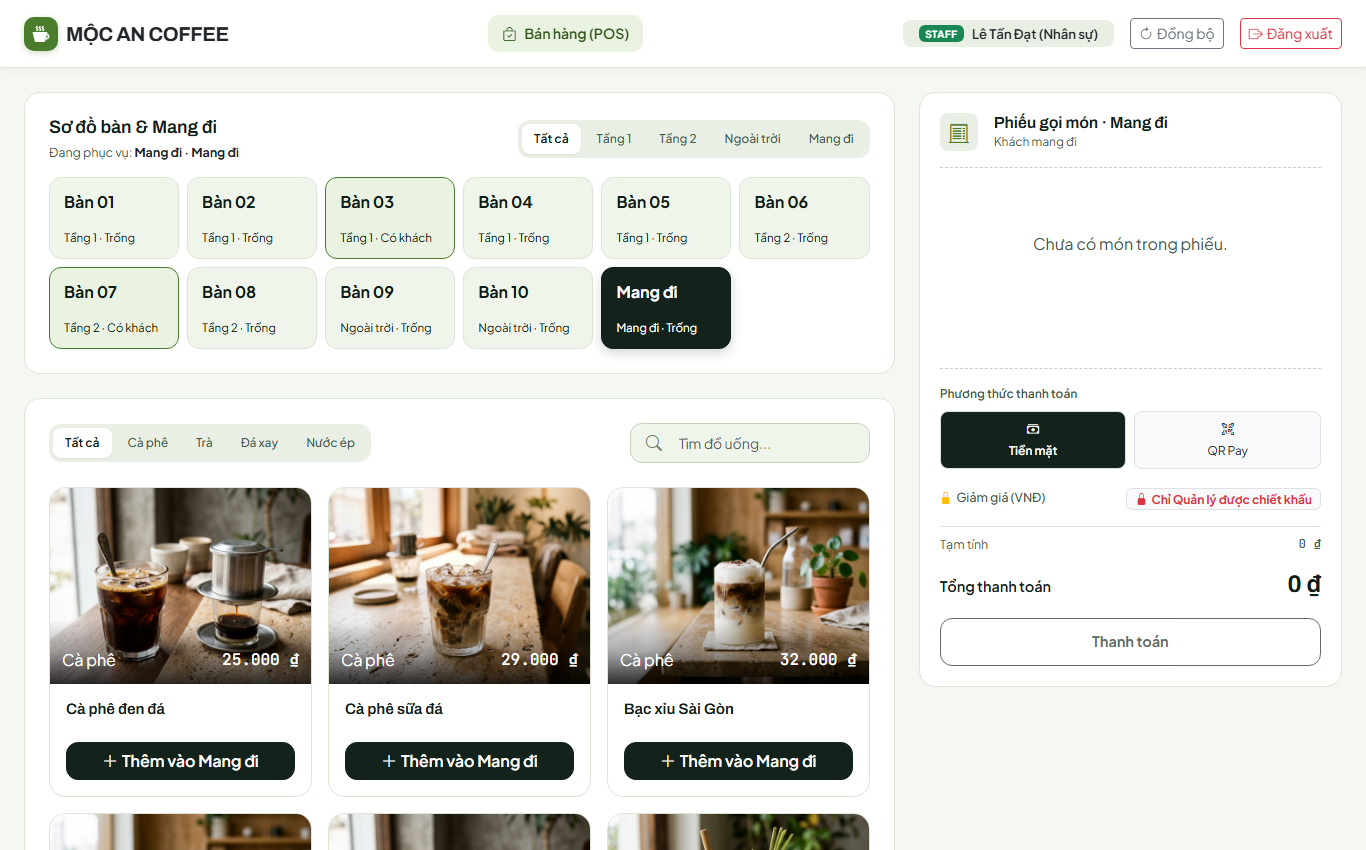 MỘC AN COFFEE
Bán hàng (POS)
STAFF Lê Tấn Đạt (Nhân sự)
Đồng bộ
Đăng xuất
Sơ đồ bàn & Mang đi
Đang phục vụ: Mang đi · Mang đi
Tất cả Tầng 1 Tầng 2 Ngoài trời Mang đi
Bàn 01 Bàn 02 Bàn 03 Bàn 04 Bàn 05 Bàn 06
Tầng 1 · Trống Tầng 1 · Trống Tầng 1 · Có khách Tầng 1 · Trống Tầng 1 · Trống Tầng 2 · Trống
Bàn 07 Bàn 08 Bàn 09 Bàn 10 Mang đi
Tầng 2 · Có khách Tầng 2 · Trống Ngoài trời · Trống Ngoài trời · Trống Mang đi · Trống
Tất cả Cà phê Trà Đá xay Nước ép
Tìm đồ uống...
Cà phê 25.000 ₫ Cà phê 29.000 ₫ Cà phê 32.000 ₫
Cà phê đen đá Cà phê sữa đá Bạc xíu Sài Gòn
+ Thêm vào Mang đi + Thêm vào Mang đi + Thêm vào Mang đi
Phiếu gọi món · Mang đi
Khách mang đi
Chưa có món trong phiếu.
Phương thức thanh toán
Tiền mặt QR Pay
Giảm giá (VNĐ) Chỉ Quản lý được chiết khấu
Tạm tính 0 ₫
Tổng thanh toán 0 ₫
Thanh toán